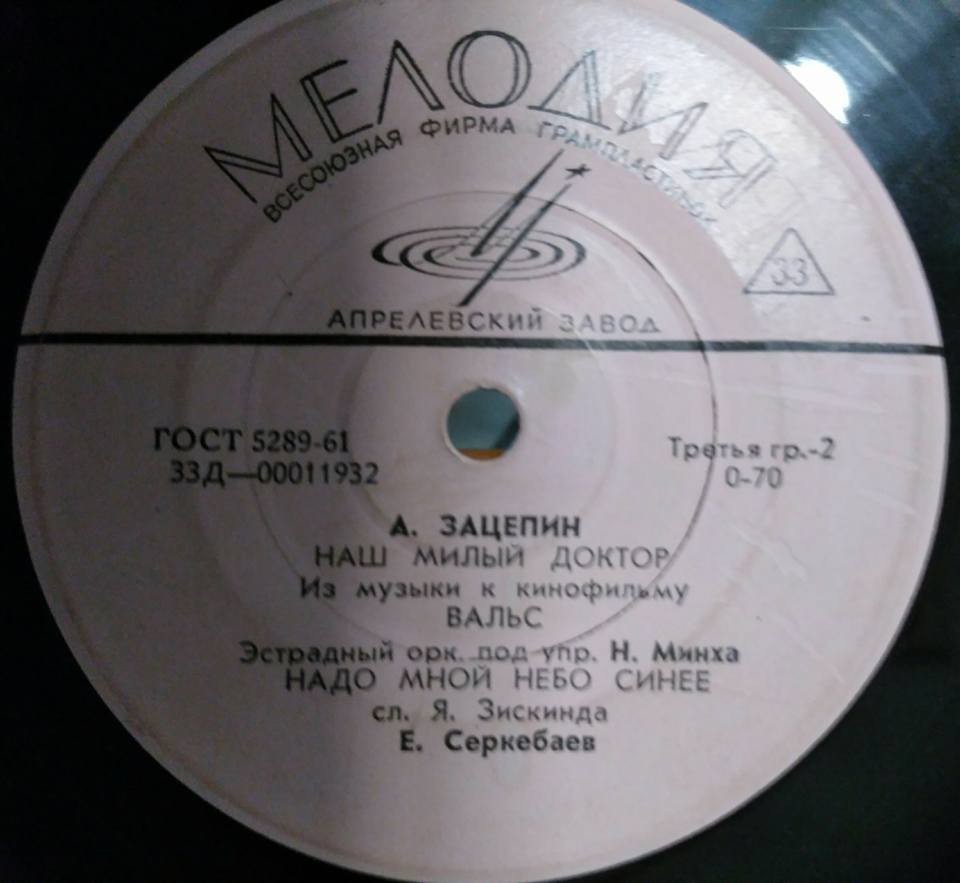 МЕЛОДИЯ
ВСЕСОЮЗНАЯ ФИРМА ГРАМПЛАСТИНОК
33
АПРЕЛЕВСКИЙ ЗАВОД
ГОСТ 5289-61
33Д—00011932
Третья гр.-2
0-70
А. ЗАЦЕПИН
НАШ МИЛЫЙ ДОКТОР
Из музыки к кинофильму
ВАЛЬС
Эстрадный орк. под упр. Н. Минха
НАДО МНОЙ НЕБО СИНЕЕ
сл. Я. Зискинда
Е. Серкебаев